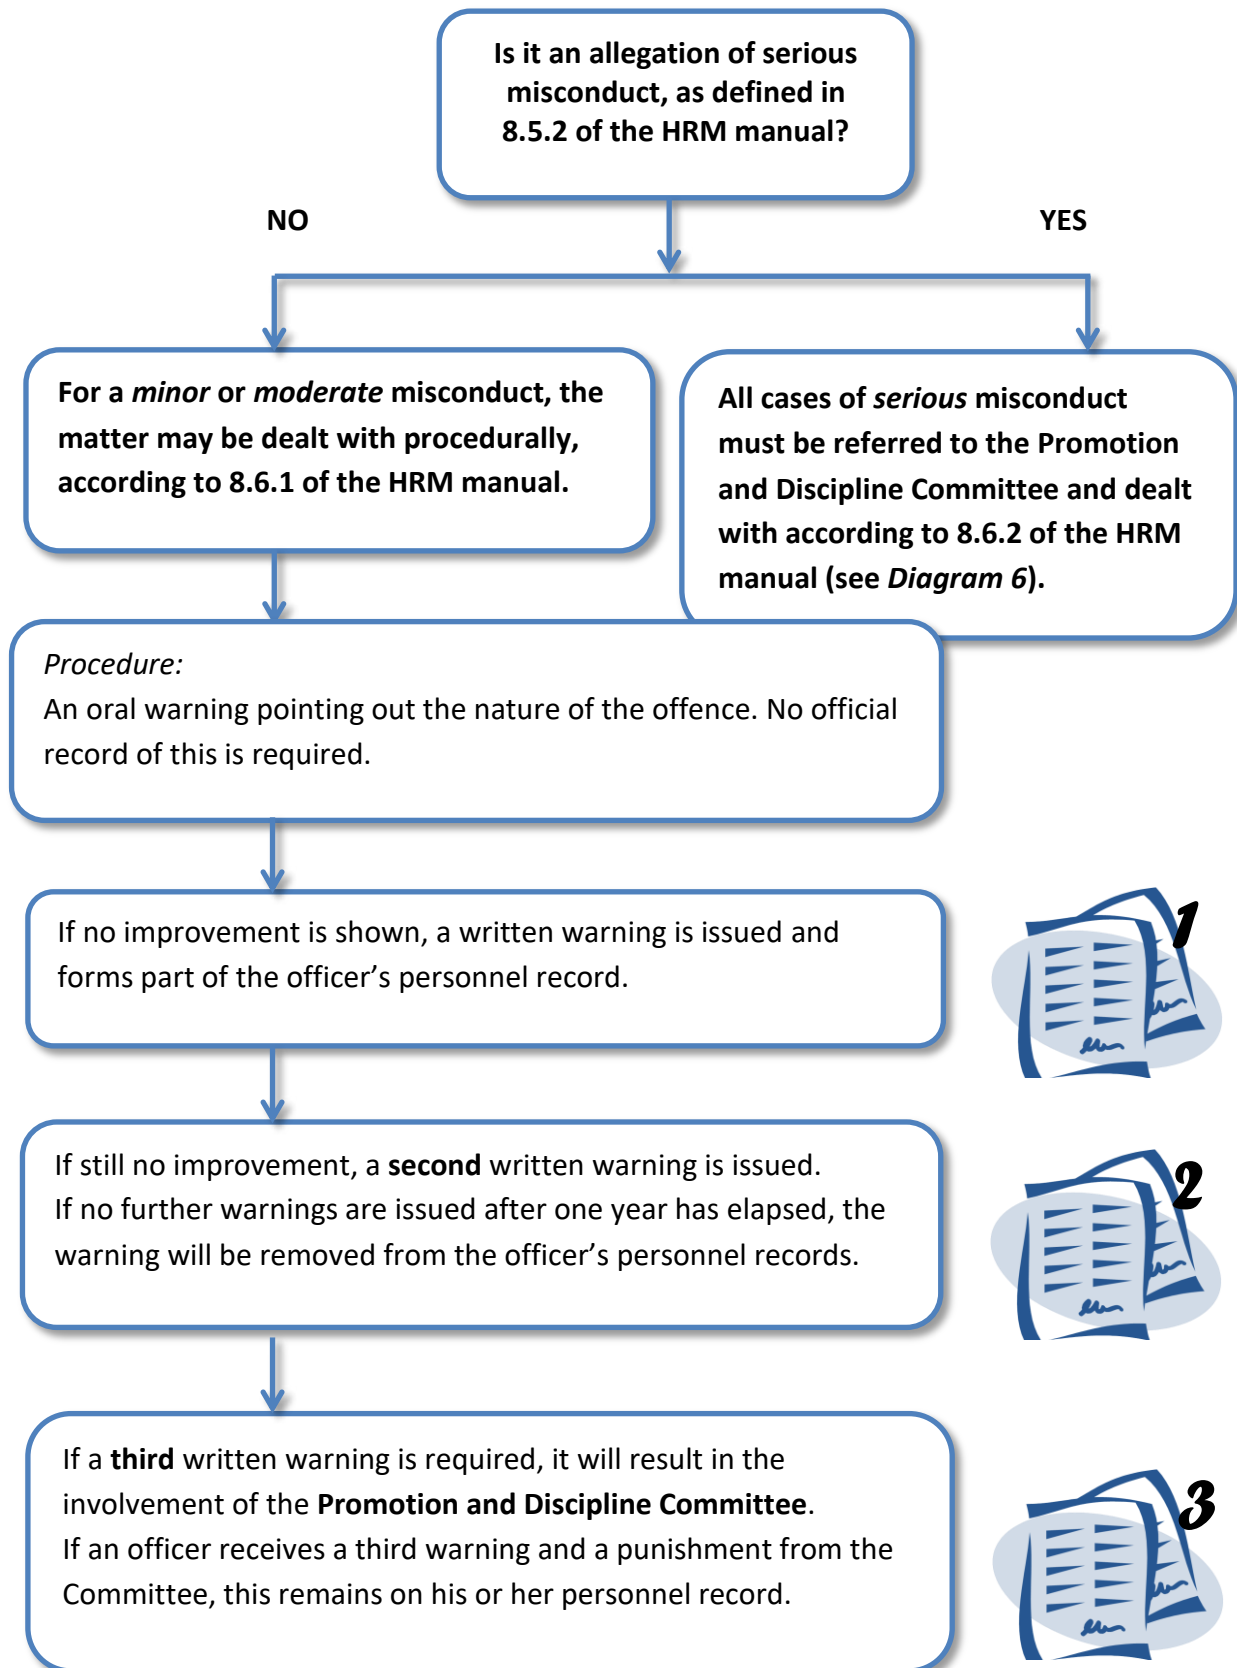 Is it an allegation of serious
misconduct, as defined in
8.5.2 of the HRM manual?
NO
YES
For a minor or moderate misconduct, the
matter may be dealt with procedurally,
according to 8.6.1 of the HRM manual.
All cases of serious misconduct
must be referred to the Promotion
and Discipline Committee and dealt
with according to 8.6.2 of the HRM
manual (see Diagram 6).
Procedure:
An oral warning pointing out the nature of the offence. No official
record of this is required.
If no improvement is shown, a written warning is issued and
forms part of the officer’s personnel record.
1
If still no improvement, a second written warning is issued.
If no further warnings are issued after one year has elapsed, the
warning will be removed from the officer’s personnel records.
2
If a third written warning is required, it will result in the
involvement of the Promotion and Discipline Committee.
If an officer receives a third warning and a punishment from the
Committee, this remains on his or her personnel record.
3